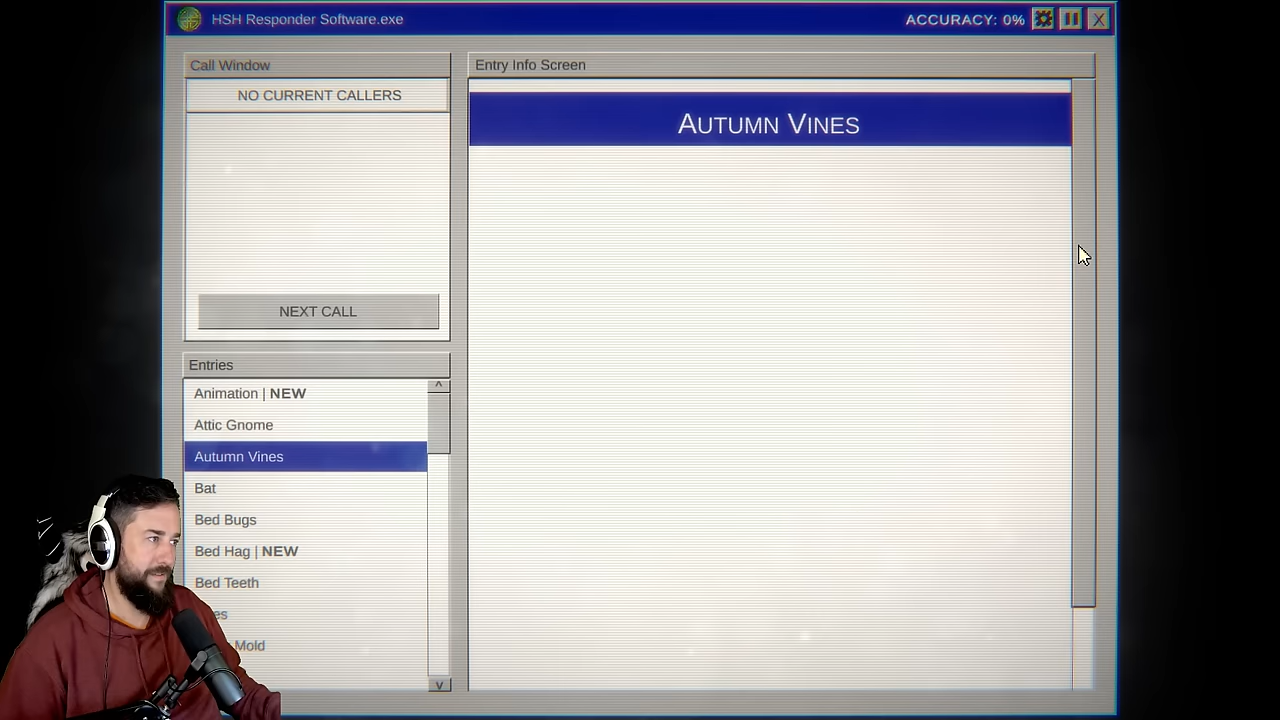 HSH Responder Software.exe
ACCURACY: 0%
X
Call Window
NO CURRENT CALLERS
NEXT CALL
Entries
Animation | NEW
Attic Gnome
Autumn Vines
Bat
Bed Bugs
Bed Hag | NEW
Bed Teeth
Mold
Entry Info Screen
AUTUMN VINES